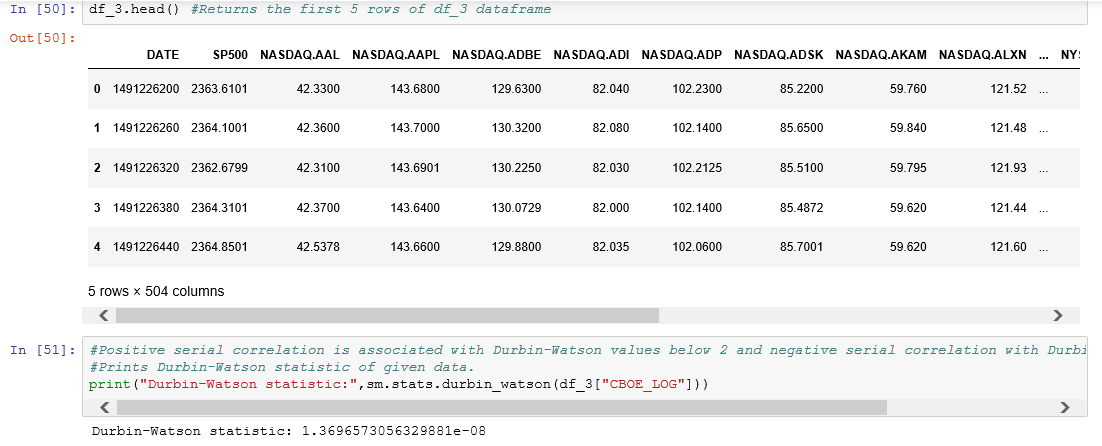 In [50]: df_3.head() #Returns the first 5 rows of df_3 dataframe
Out[50]:
DATE SP500 NASDAQ.AAL NASDAQ.AAPL NASDAQ.ADBE NASDAQ.ADI NASDAQ.ADP NASDAQ.ADSK NASDAQ.AKAM NASDAQ.ALXN ...
0 1491226200 2363.6101 42.3300 143.6800 129.6300 82.040 102.2300 85.2200 59.760 121.52 ...
1 1491226260 2364.1001 42.3600 143.7000 130.3200 82.080 102.1400 85.6500 59.840 121.48 ...
2 1491226320 2362.6799 42.3100 143.6901 130.2250 82.030 102.2125 85.5100 59.795 121.93 ...
3 1491226380 2364.3101 42.3700 143.6400 130.0729 82.000 102.1400 85.4872 59.620 121.44 ...
4 1491226440 2364.8501 42.5378 143.6600 129.8800 82.035 102.0600 85.7001 59.620 121.60 ...
5 rows × 504 columns
In [51]: #Positive serial correlation is associated with Durbin-Watson values below 2 and negative serial correlation with
#Prints Durbin-Watson statistic of given data.
print("Durbin-Watson statistic:",sm.stats.durbin_watson(df_3["CBOE_LOG"]))
Durbin-Watson statistic: 1.3696573056329881e-08